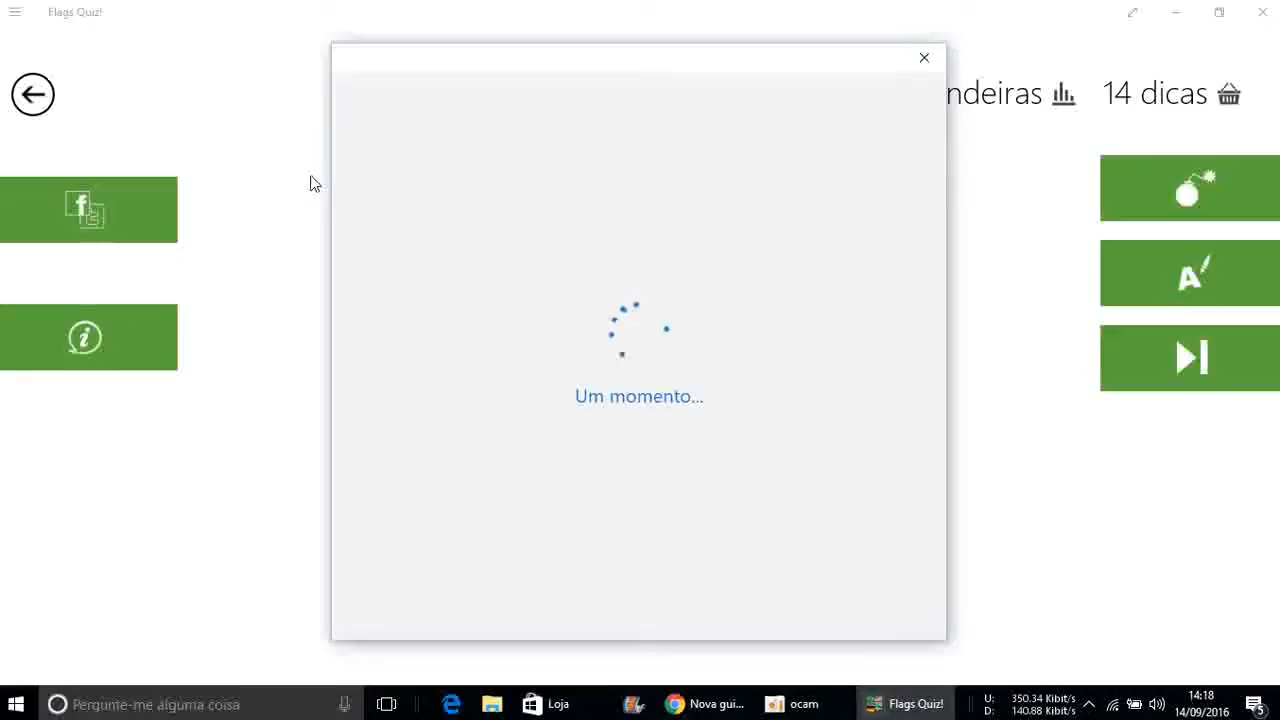 Flags Quiz!
ndeiras
14 dicas
f
i
A
Um momento...
Pergunte-me alguma coisa
Loja
Nova gui...
ocam
Flags Quiz!
U: 350.34 Kibit/s
D: 140.88 Kibit/s
14:18
14/09/2016
5